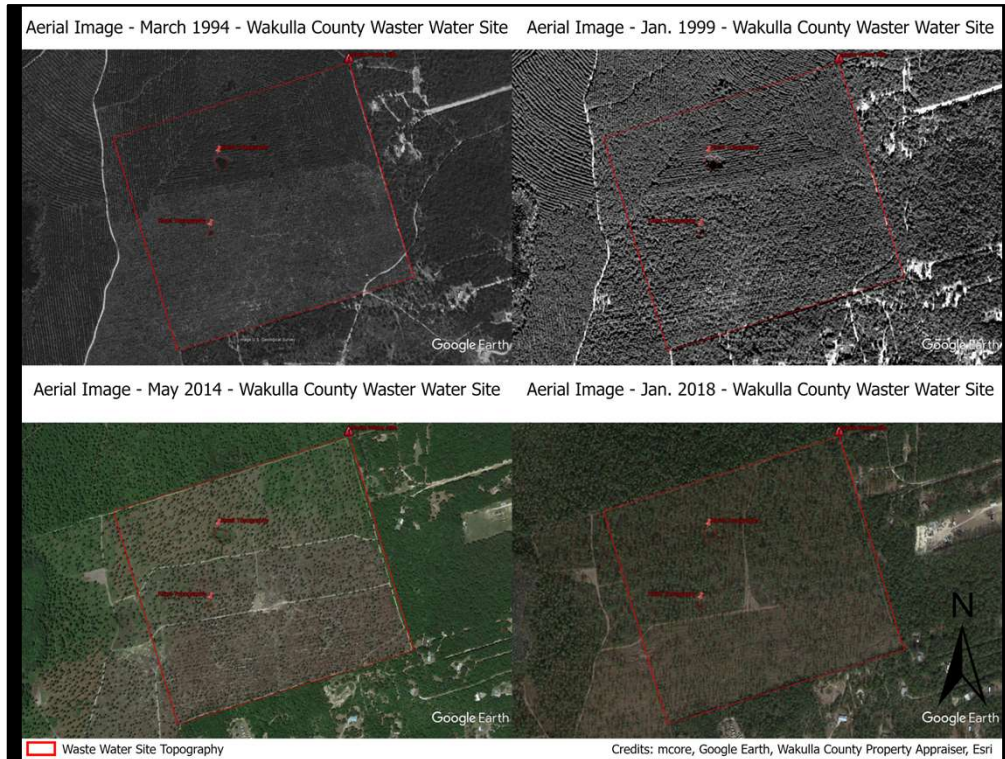 Aerial Image - March 1994 - Wakulla County Waster Water Site
Aerial Image - Jan. 1999 - Wakulla County Waster Water Site
Google Earth
Google Earth
Aerial Image - May 2014 - Wakulla County Waster Water Site
Aerial Image - Jan. 2018 - Wakulla County Waster Water Site
N
Google Earth
Google Earth
Waste Water Site Topography
Credits: mcore, Google Earth, Wakulla County Property Appraiser, Esri